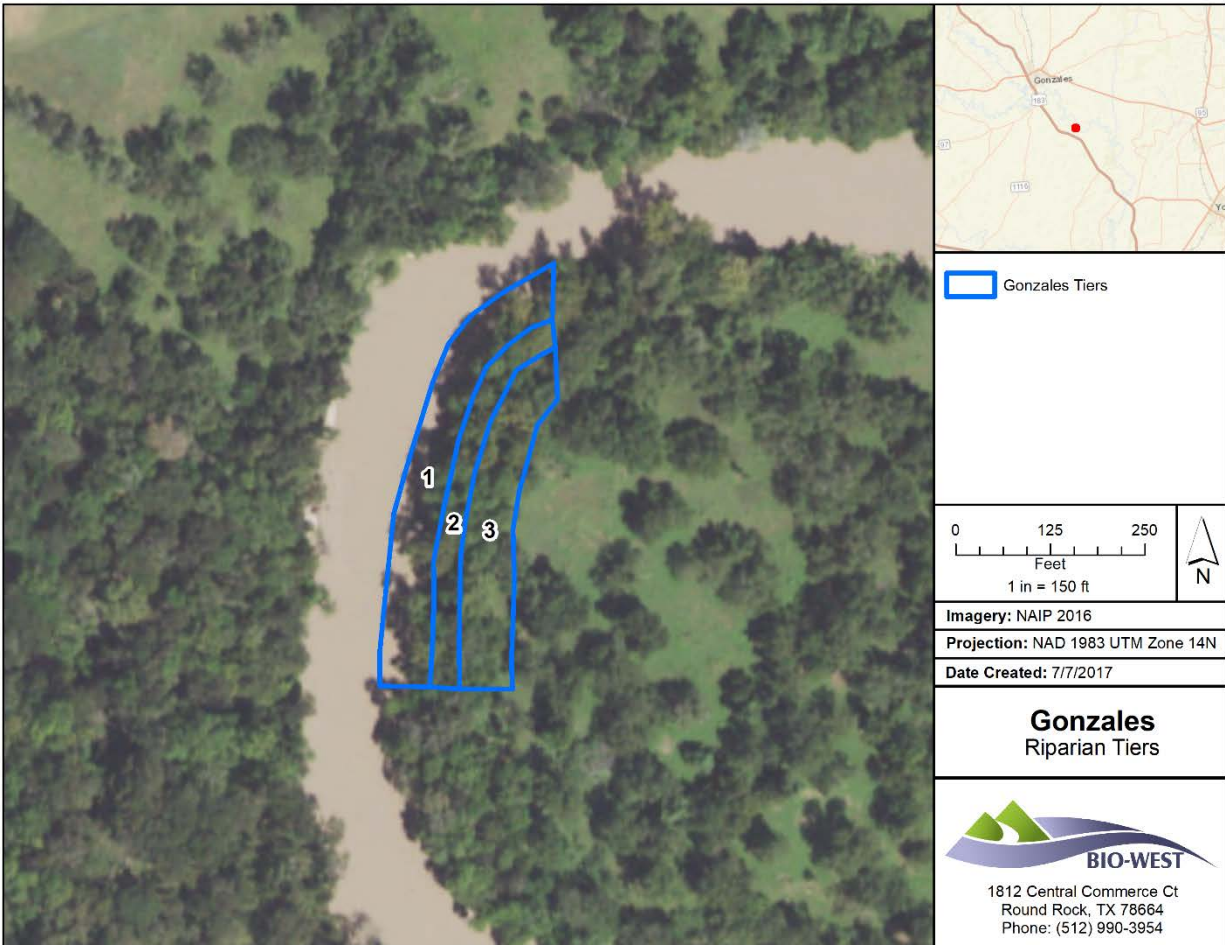 1
2
3
Gonzales
183
95
97
1116
Yo
Gonzales Tiers
0 125 250
Feet
1 in = 150 ft
N
Imagery: NAIP 2016
Projection: NAD 1983 UTM Zone 14N
Date Created: 7/7/2017
Gonzales
Riparian Tiers
BIO-WEST
1812 Central Commerce Ct
Round Rock, TX 78664
Phone: (512) 990-3954